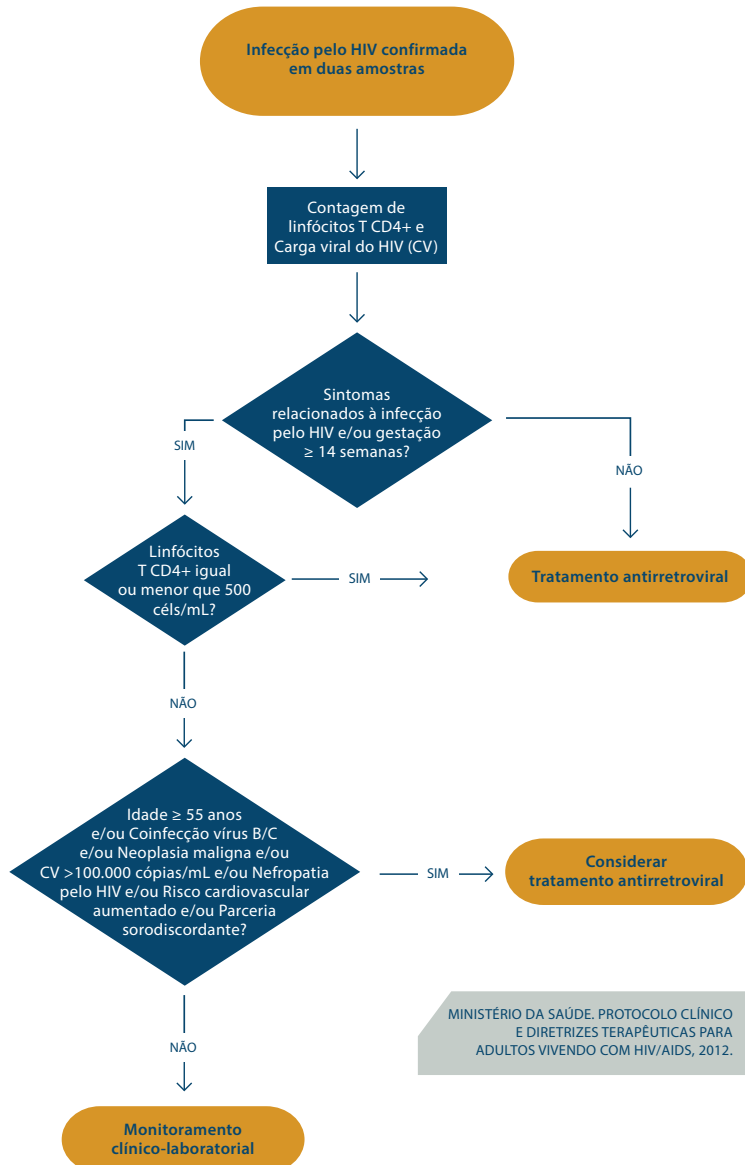 Infecção pelo HIV confirmada
em duas amostras
Contagem de
linfócitos T CD4+ e
Carga viral do HIV (CV)
Sintomas
relacionados à infecção
pelo HIV e/ou gestação
≥ 14 semanas?
SIM
NÃO
Linfócitos
T CD4+ igual
ou menor que 500
céls/mL?
SIM
Tratamento antirretroviral
NÃO
Idade ≥ 55 anos
e/ou Coinfecção vírus B/C
e/ou Neoplasia maligna e/ou
CV >100.000 cópias/mL e/ou Nefropatia
pelo HIV e/ou Risco cardiovascular
aumentado e/ou Parceria
sorodiscordante?
SIM
Considerar
tratamento antirretroviral
NÃO
MINISTÉRIO DA SAÚDE. PROTOCOLO CLÍNICO
E DIRETRIZES TERAPÊUTICAS PARA
ADULTOS VIVENDO COM HIV/AIDS, 2012.
Monitoramento
clínico-laboratorial